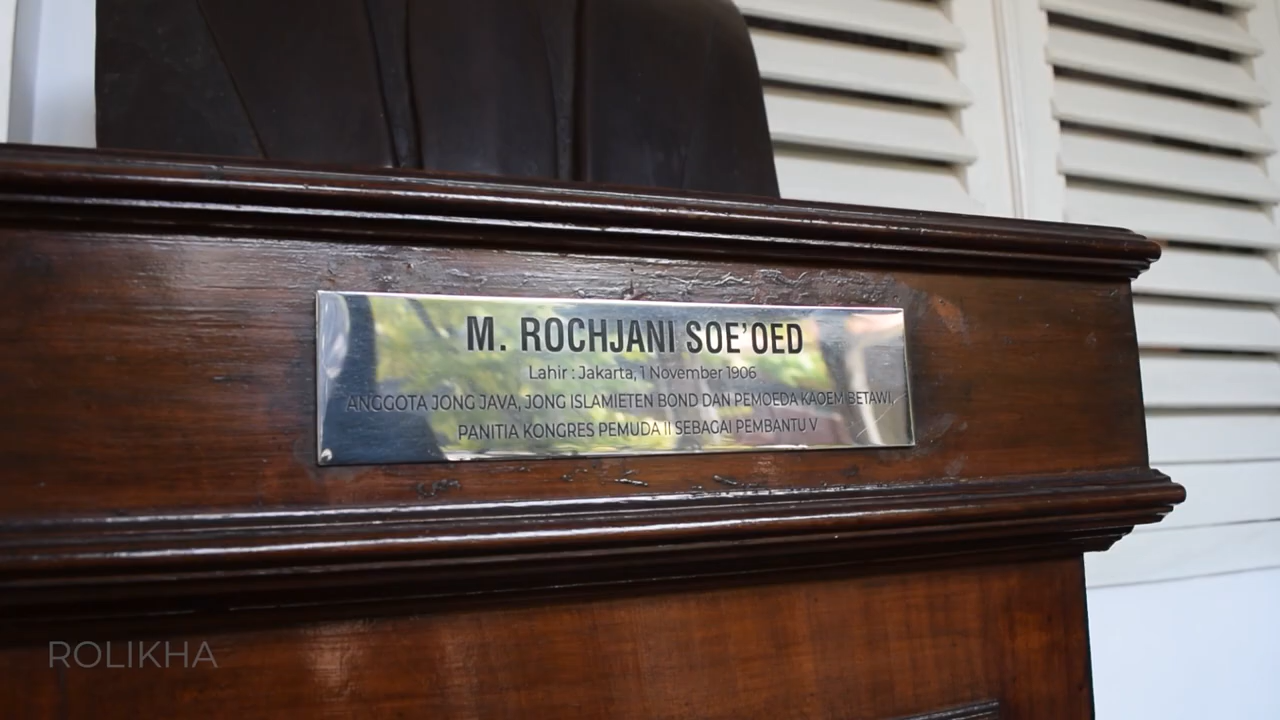 M. ROCHJANI SOE'OED
Lahir : Jakarta, 1 November 1906
ANGGOTA JONG JAVA, JONG ISLAMIETEN BOND DAN PEMOEDA KAOEM BETAWI,
PANITIA KONGRES PEMUDA II SEBAGAI PEMBANTU V
ROLIKHA